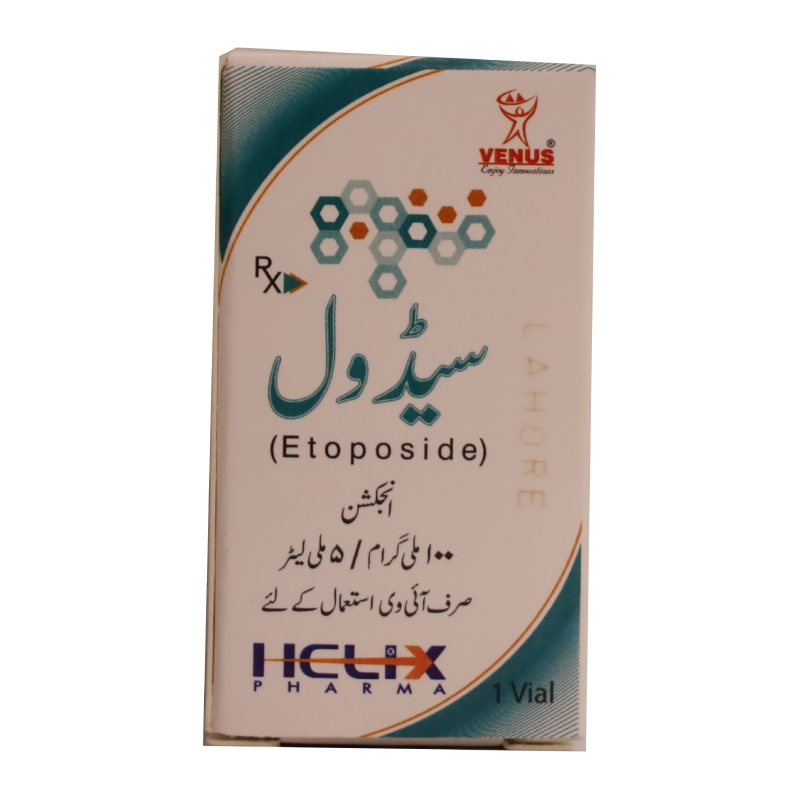 VENUS®
Enjoy Innovations
Rx
سیڈول
(Etoposide)
انجکشن
۱۰۰ ملی گرام / ۵ ملی لیٹر
صرف آئی وی استعمال کے لئے
LAHORE
HELIX
PHARMA
1 Vial